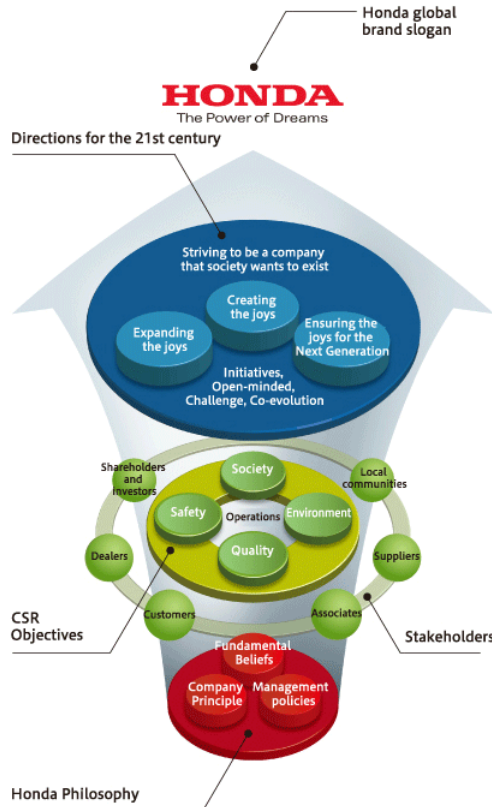 Honda global
brand slogan
HONDA
The Power of Dreams
Directions for the 21st century
Striving to be a company
that society wants to exist
Creating
the joys
Expanding
the joys
Ensuring the
joys for the
Next Generation
Initiatives,
Open-minded,
Challenge, Co-evolution
Shareholders
and
investors
Society
Local
communities
Safety
Operations
Environment
Dealers
Quality
Suppliers
Customers
Associates
CSR
Objectives
Stakeholders
Fundamental
Beliefs
Company
Principle
Management
policies
Honda Philosophy